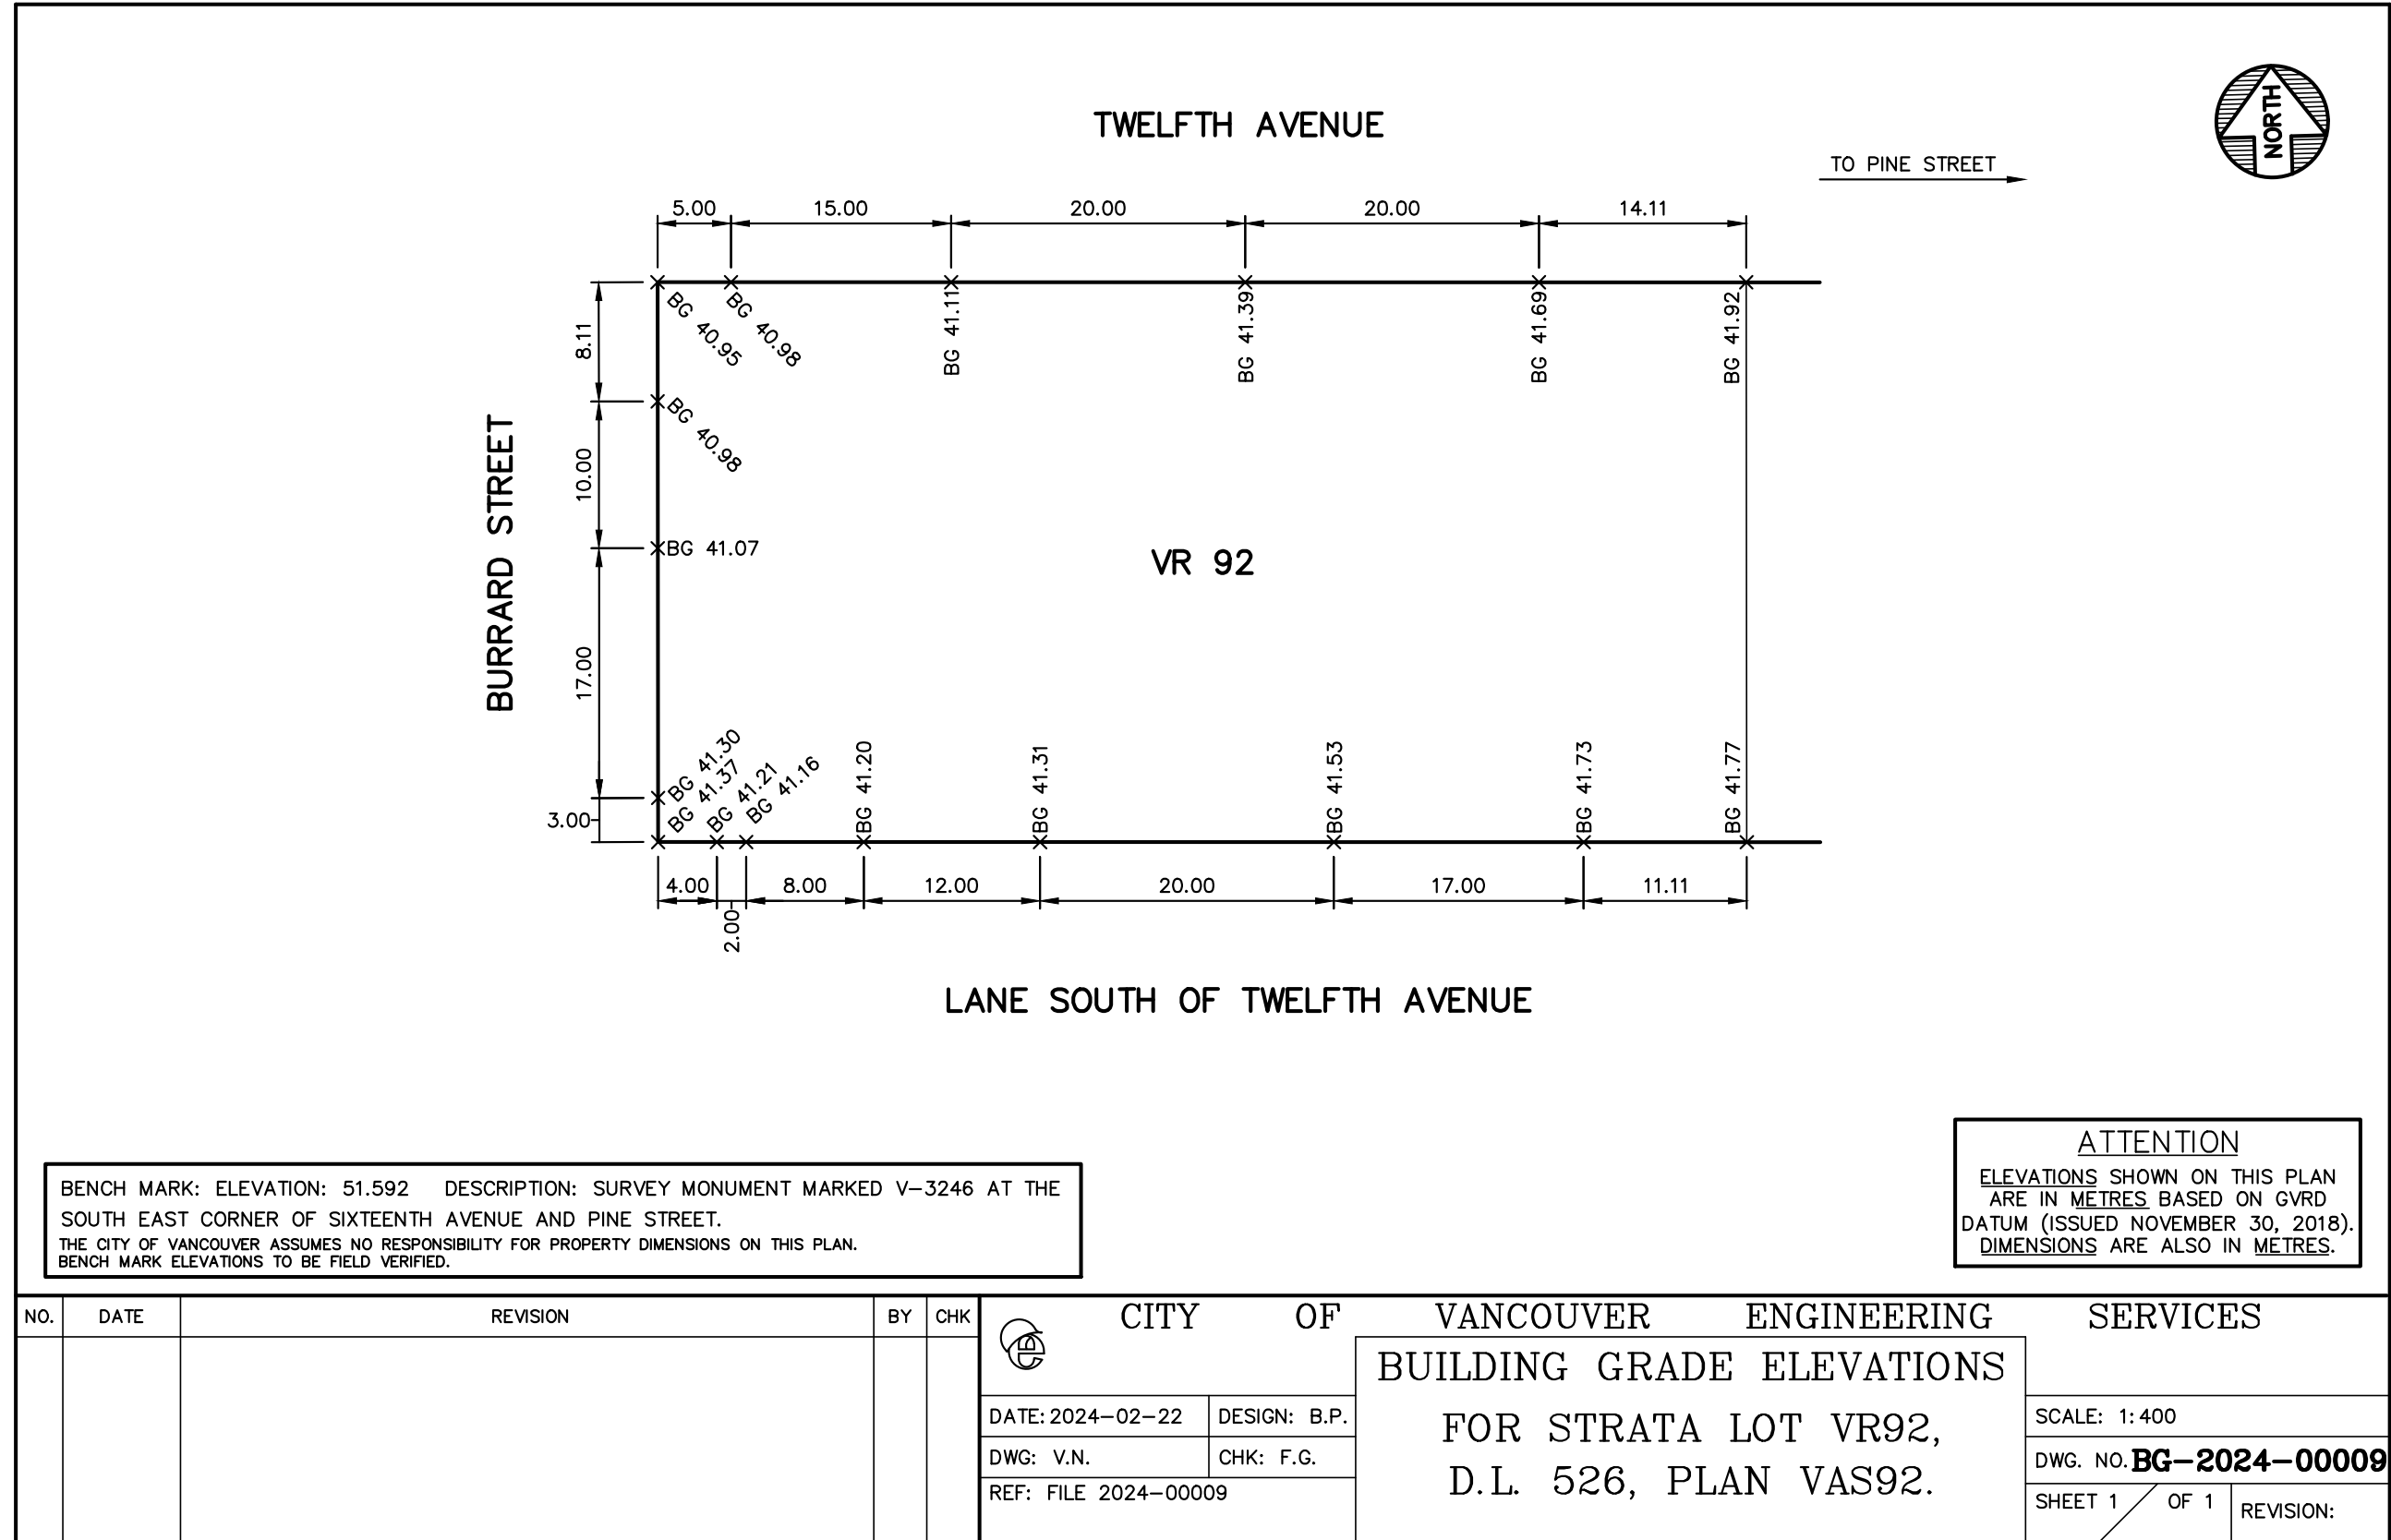 TWELFTH AVENUE
NORTH
TO PINE STREET
5.00 15.00 20.00 20.00 14.11
BG 40.95
BG 40.98
BG 41.11
BG 41.39
BG 41.69
BG 41.92
8.11
BG 40.98
10.00
BURRARD STREET
BG 41.07
VR 92
17.00
BG 41.30
BG 41.37
BG 41.21
BG 41.16
BG 41.20
BG 41.31
BG 41.53
BG 41.73
BG 41.77
3.00
4.00 8.00 12.00 20.00 17.00 11.11
2.00
LANE SOUTH OF TWELFTH AVENUE
BENCH MARK: ELEVATION: 51.592 DESCRIPTION: SURVEY MONUMENT MARKED V-3246 AT THE
SOUTH EAST CORNER OF SIXTEENTH AVENUE AND PINE STREET.
THE CITY OF VANCOUVER ASSUMES NO RESPONSIBILITY FOR PROPERTY DIMENSIONS ON THIS PLAN.
BENCH MARK ELEVATIONS TO BE FIELD VERIFIED.
ATTENTION
ELEVATIONS SHOWN ON THIS PLAN
ARE IN METRES BASED ON GVRD
DATUM (ISSUED NOVEMBER 30, 2018).
DIMENSIONS ARE ALSO IN METRES.
NO. DATE REVISION BY CHK
e
CITY OF VANCOUVER ENGINEERING SERVICES
BUILDING GRADE ELEVATIONS
FOR STRATA LOT VR92,
D.L. 526, PLAN VAS92.
DATE: 2024-02-22 DESIGN: B.P.
DWG: V.N. CHK: F.G.
REF: FILE 2024-00009
SCALE: 1:400
DWG. NO. BG-2024-00009
SHEET 1 OF 1 REVISION: